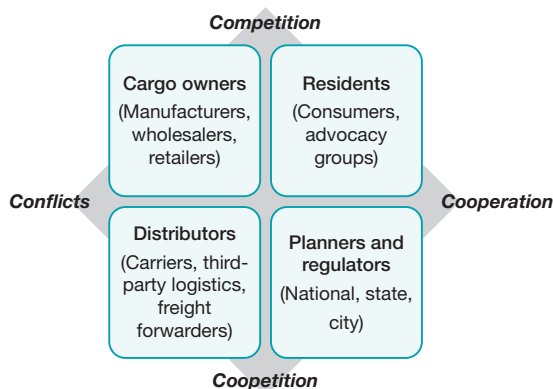 Competition
Cargo owners
(Manufacturers,
wholesalers,
retailers)
Residents
(Consumers,
advocacy
groups)
Conflicts
Cooperation
Distributors
(Carriers, third-
party logistics,
freight
forwarders)
Planners and
regulators
(National, state,
city)
Coopetition